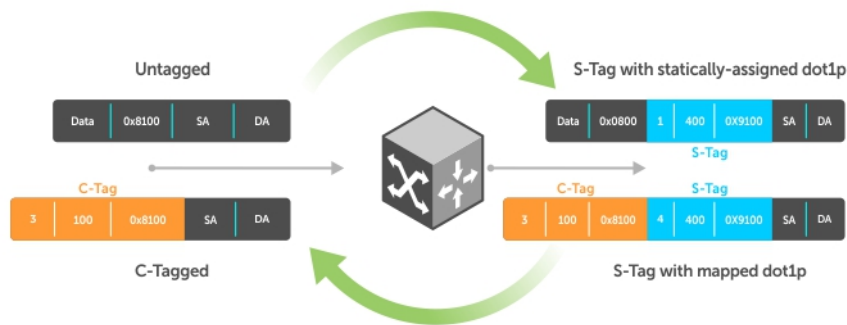 Untagged
S-Tag with statically-assigned dot1p
Data 0x8100 SA DA
Data 0x0800 1 400 0X9100 SA DA
S-Tag
C-Tag
C-Tag
S-Tag
3 100 0x8100 SA DA
3 100 0x8100 4 400 0X9100 SA DA
C-Tagged
S-Tag with mapped dot1p